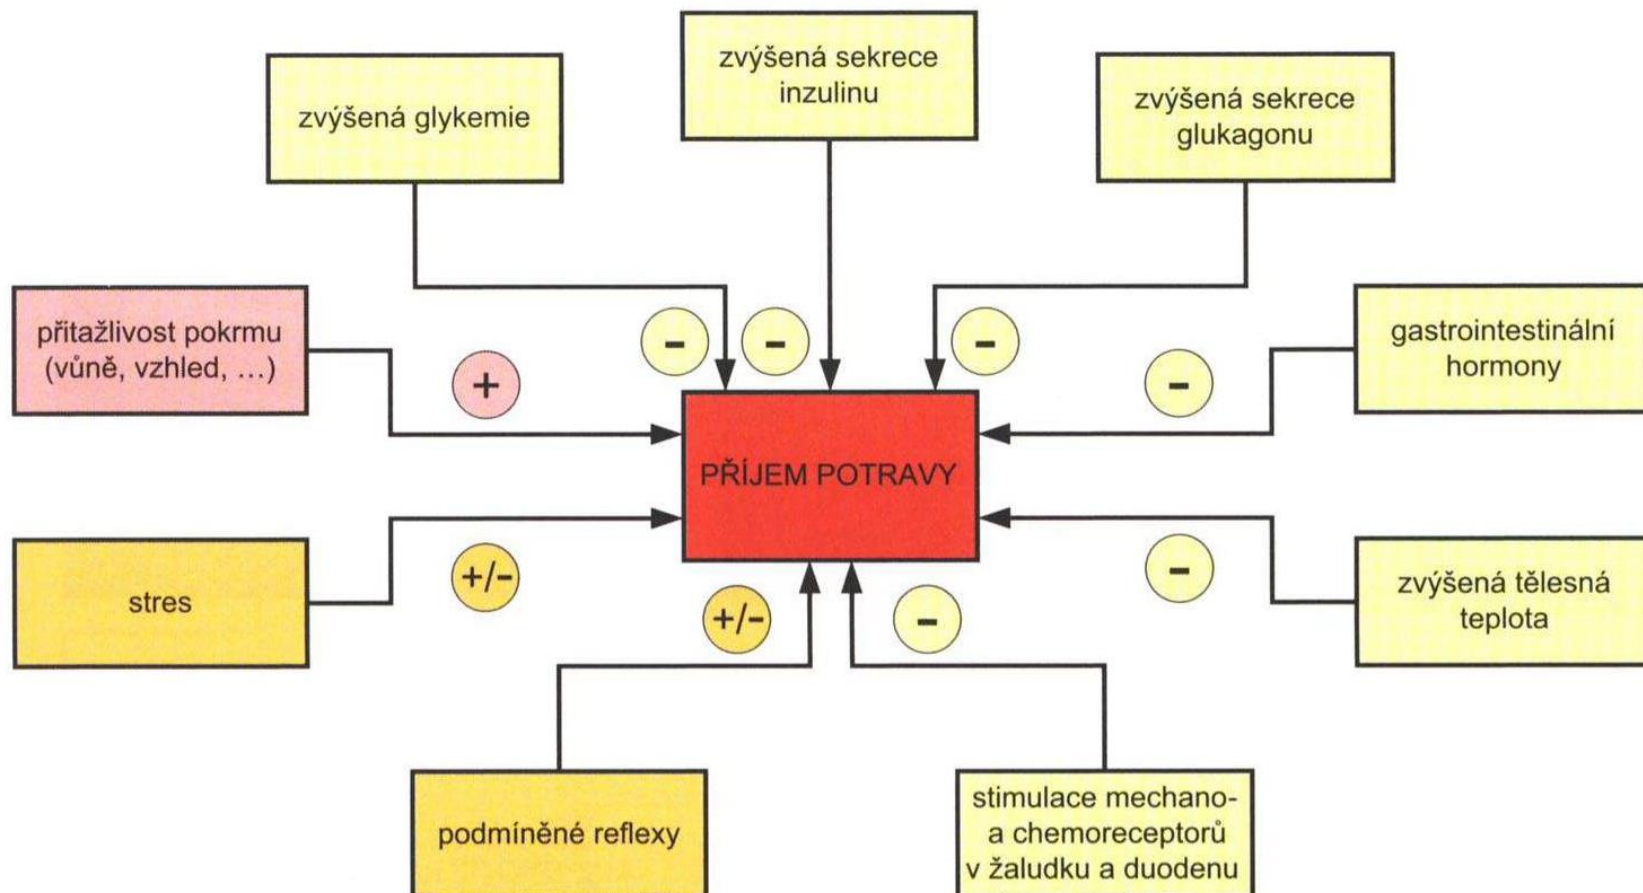 zvýšená sekrece
inzulinu
zvýšená glykemie
zvýšená sekrece
glukagonu
přitažlivost pokrmu
(vůně, vzhled, …)
gastrointestinální
hormony
-
-
-
-
+
PŘÍJEM POTRAVY
stres
+/-
+/-
-
-
zvýšená tělesná
teplota
podmíněné reflexy
stimulace mechano-
a chemoreceptorů
v žaludku a duodenu